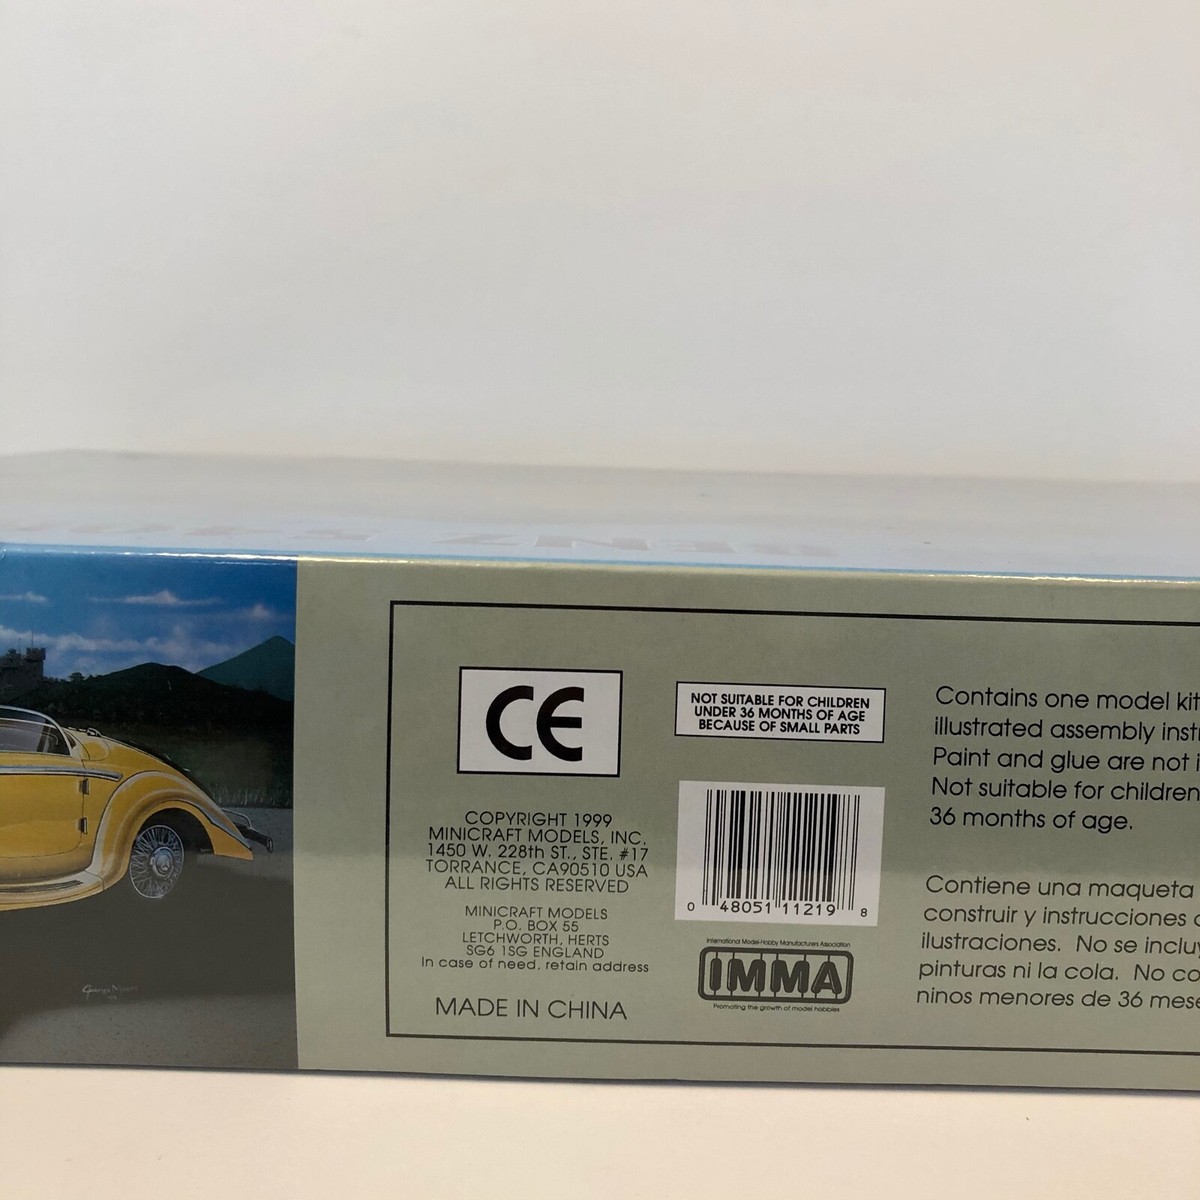 CE
NOT SUITABLE FOR CHILDREN
UNDER 36 MONTHS OF AGE
BECAUSE OF SMALL PARTS
COPYRIGHT 1999
MINICRAFT MODELS, INC.
1450 W. 228th ST., STE. #17
TORRANCE, CA90510 USA
ALL RIGHTS RESERVED
MINICRAFT MODELS
P.O. BOX 55
LETCHWORTH, HERTS
SG6 1SG ENGLAND
In case of need, retain address
MADE IN CHINA
0 48051 11219 8
International Model-Hobby Manufacturers Association
IMMA
Promoting the growth of model hobbies
Contains one model kit
illustrated assembly
Paint and glue are not
Not suitable for children
36 months of age.
Contiene una maqueta
construir y instrucciones
ilustraciones. No se
pinturas ni la cola. No
ninos menores de 36